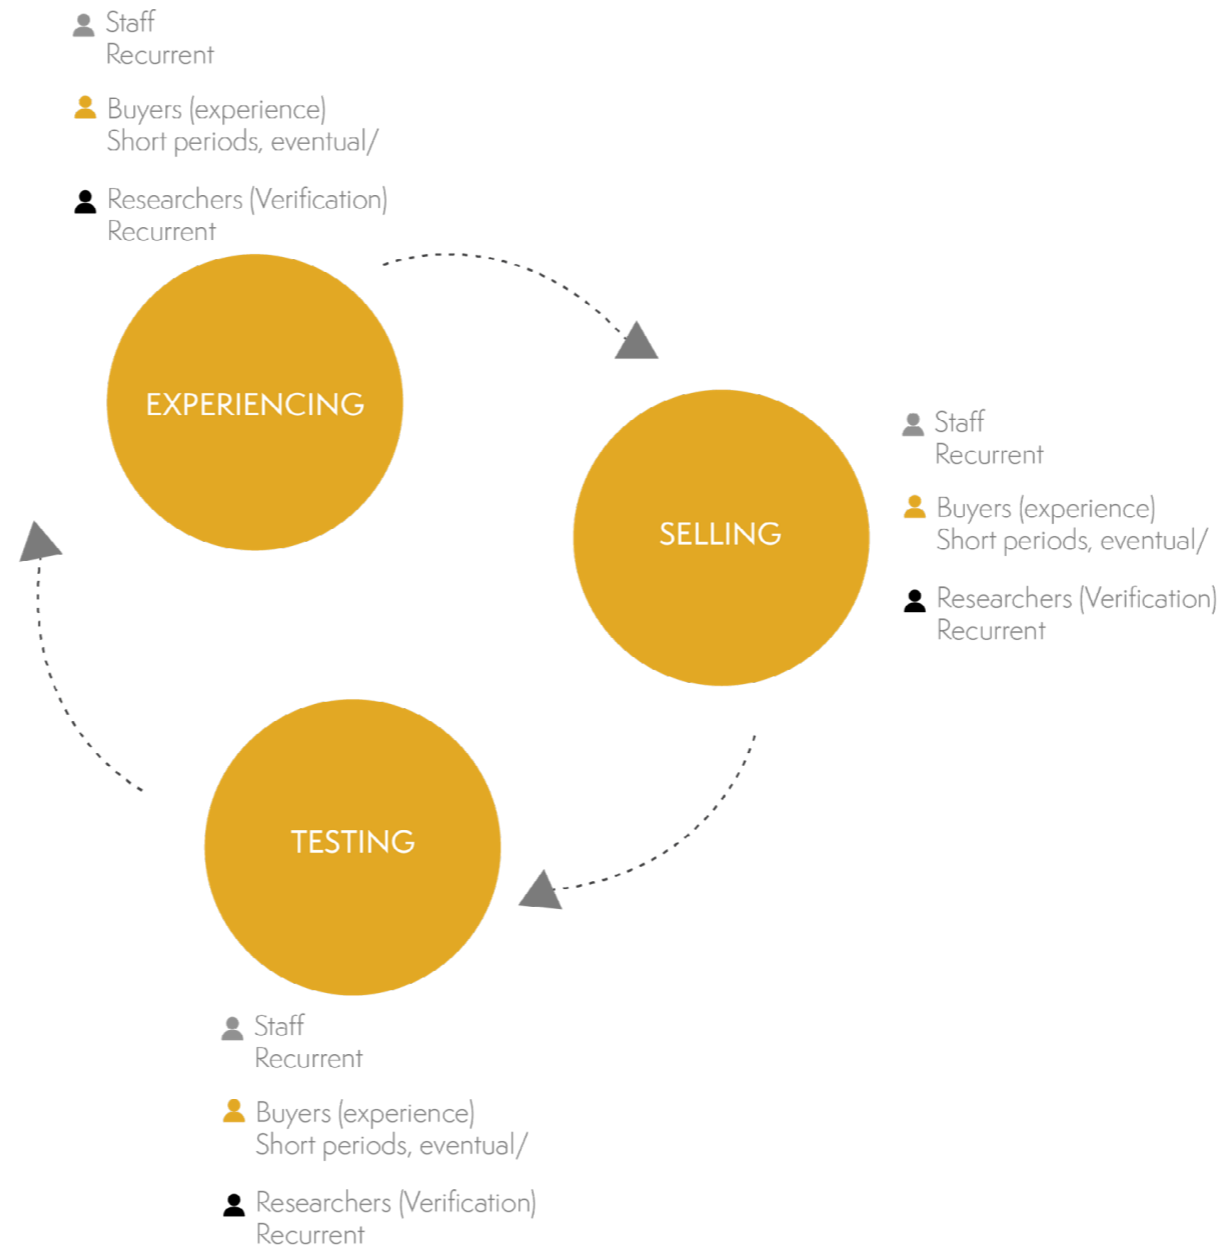 Staff
Recurrent
Buyers (experience)
Short periods, eventual/
Researchers (Verification)
Recurrent
EXPERIENCING
SELLING
Staff
Recurrent
Buyers (experience)
Short periods, eventual/
Researchers (Verification)
Recurrent
TESTING
Staff
Recurrent
Buyers (experience)
Short periods, eventual/
Researchers (Verification)
Recurrent